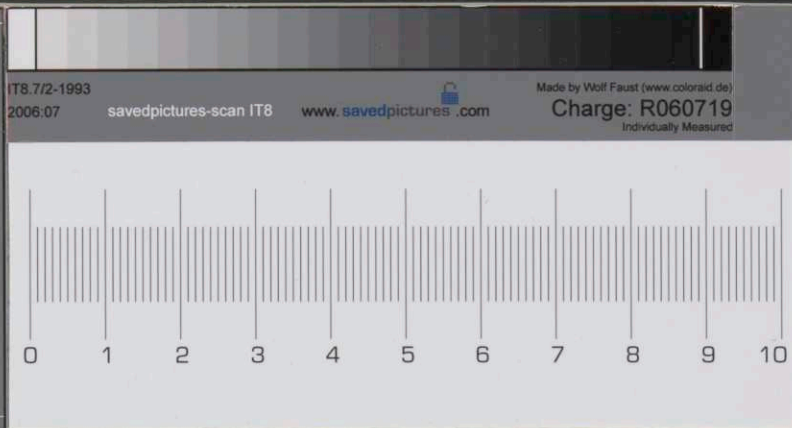 IT8.7/2-1993
2006:07
savedpictures-scan IT8
www.savedpictures.com
Made by Wolf Faust (www.coloraid.de)
Charge: R060719
Individually Measured
0 1 2 3 4 5 6 7 8 9 10